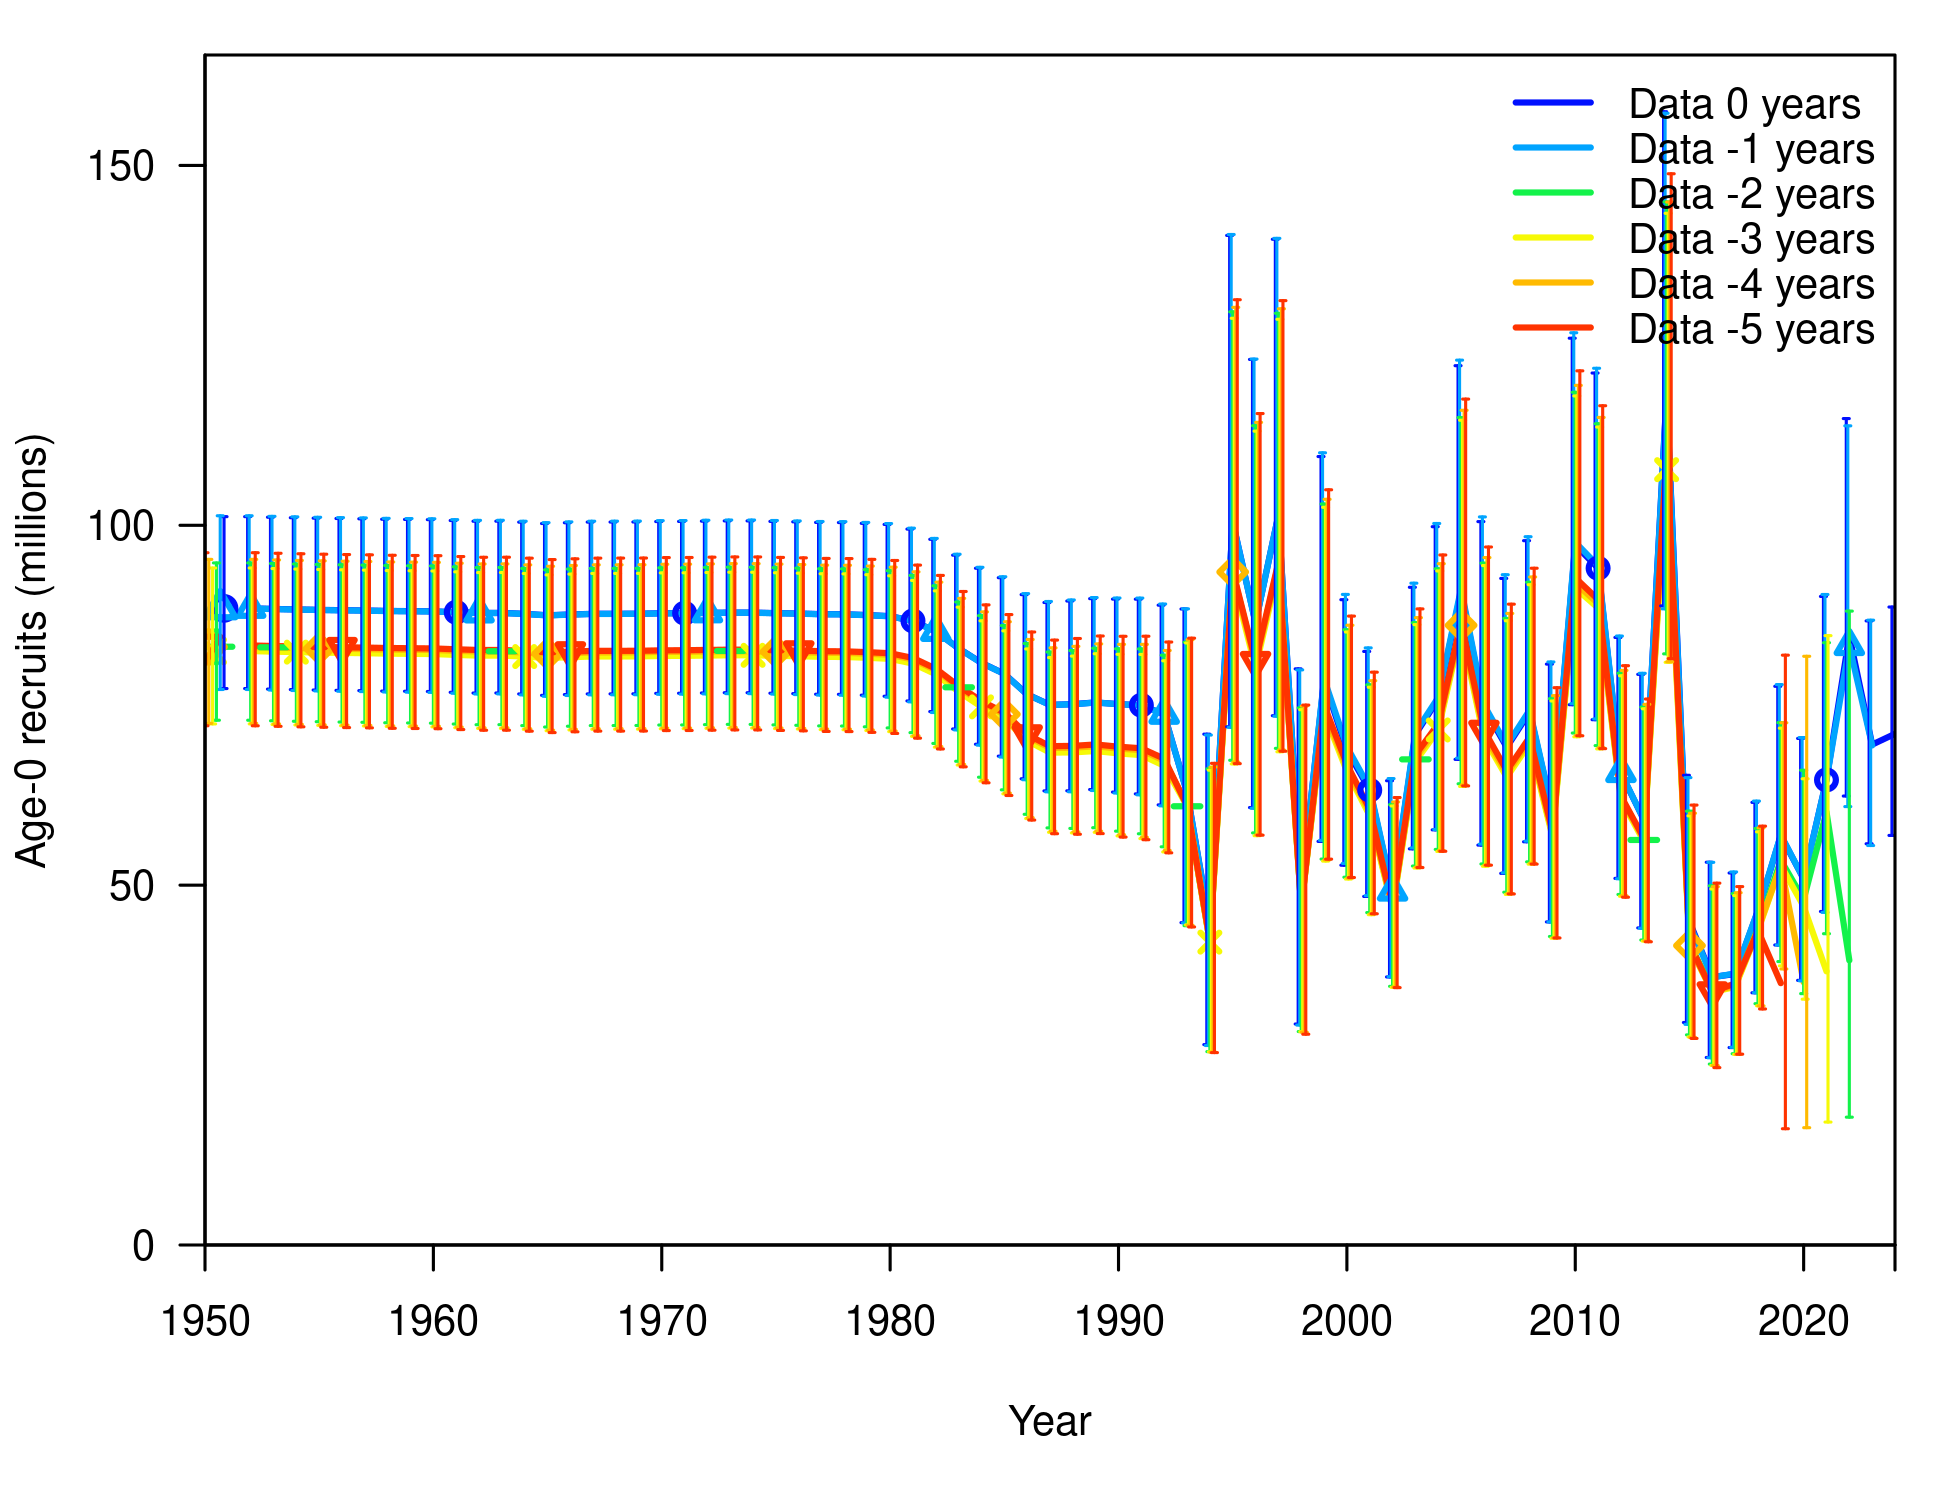 Data 0 years
Data -1 years
Data -2 years
Data -3 years
Data -4 years
Data -5 years
150
100
50
0
Age-0 recruits (millions)
1950 1960 1970 1980 1990 2000 2010 2020
Year